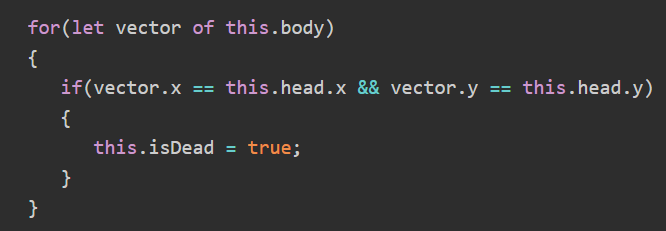 for(let vector of this.body)
{
if(vector.x == this.head.x && vector.y == this.head.y)
{
this.isDead = true;
}
}